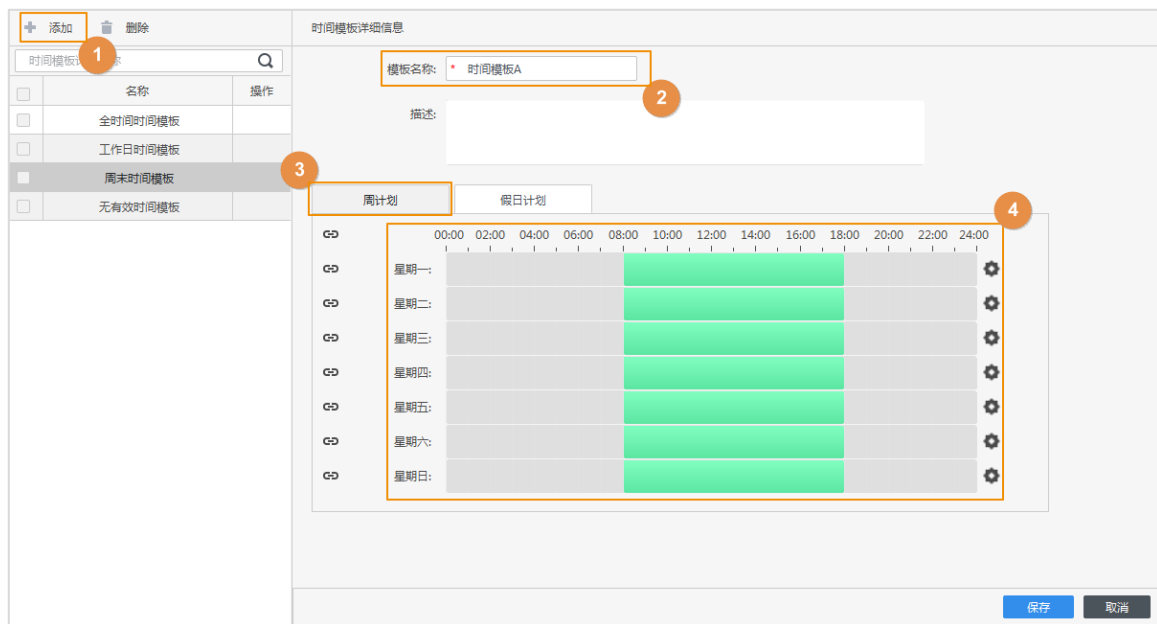 添加 删除
1
时间模板
名称 操作
全时间时间模板
工作日时间模板
周末时间模板
无有效时间模板
时间模板详细信息
模板名称: * 时间模板A
2
描述:
3
周计划 假日计划
4
00:00 02:00 04:00 06:00 08:00 10:00 12:00 14:00 16:00 18:00 20:00 22:00 24:00
星期一:
星期二:
星期三:
星期四:
星期五:
星期六:
星期日:
保存 取消